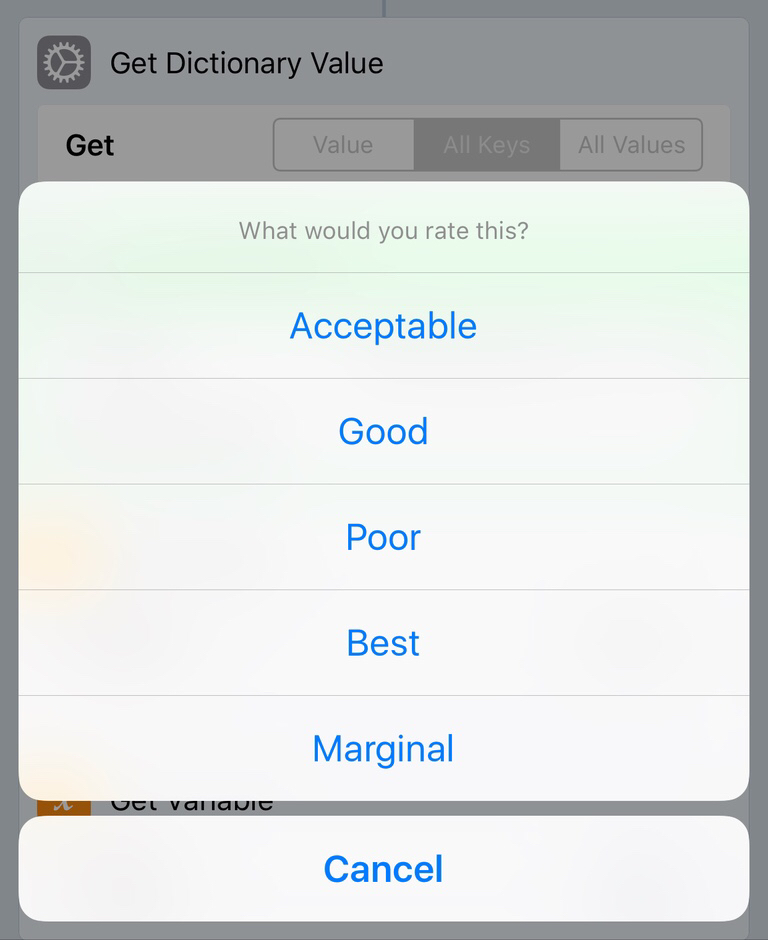 Get Dictionary Value
Get Value All Keys All Values
What would you rate this?
Acceptable
Good
Poor
Best
Marginal
Get Variable
Cancel